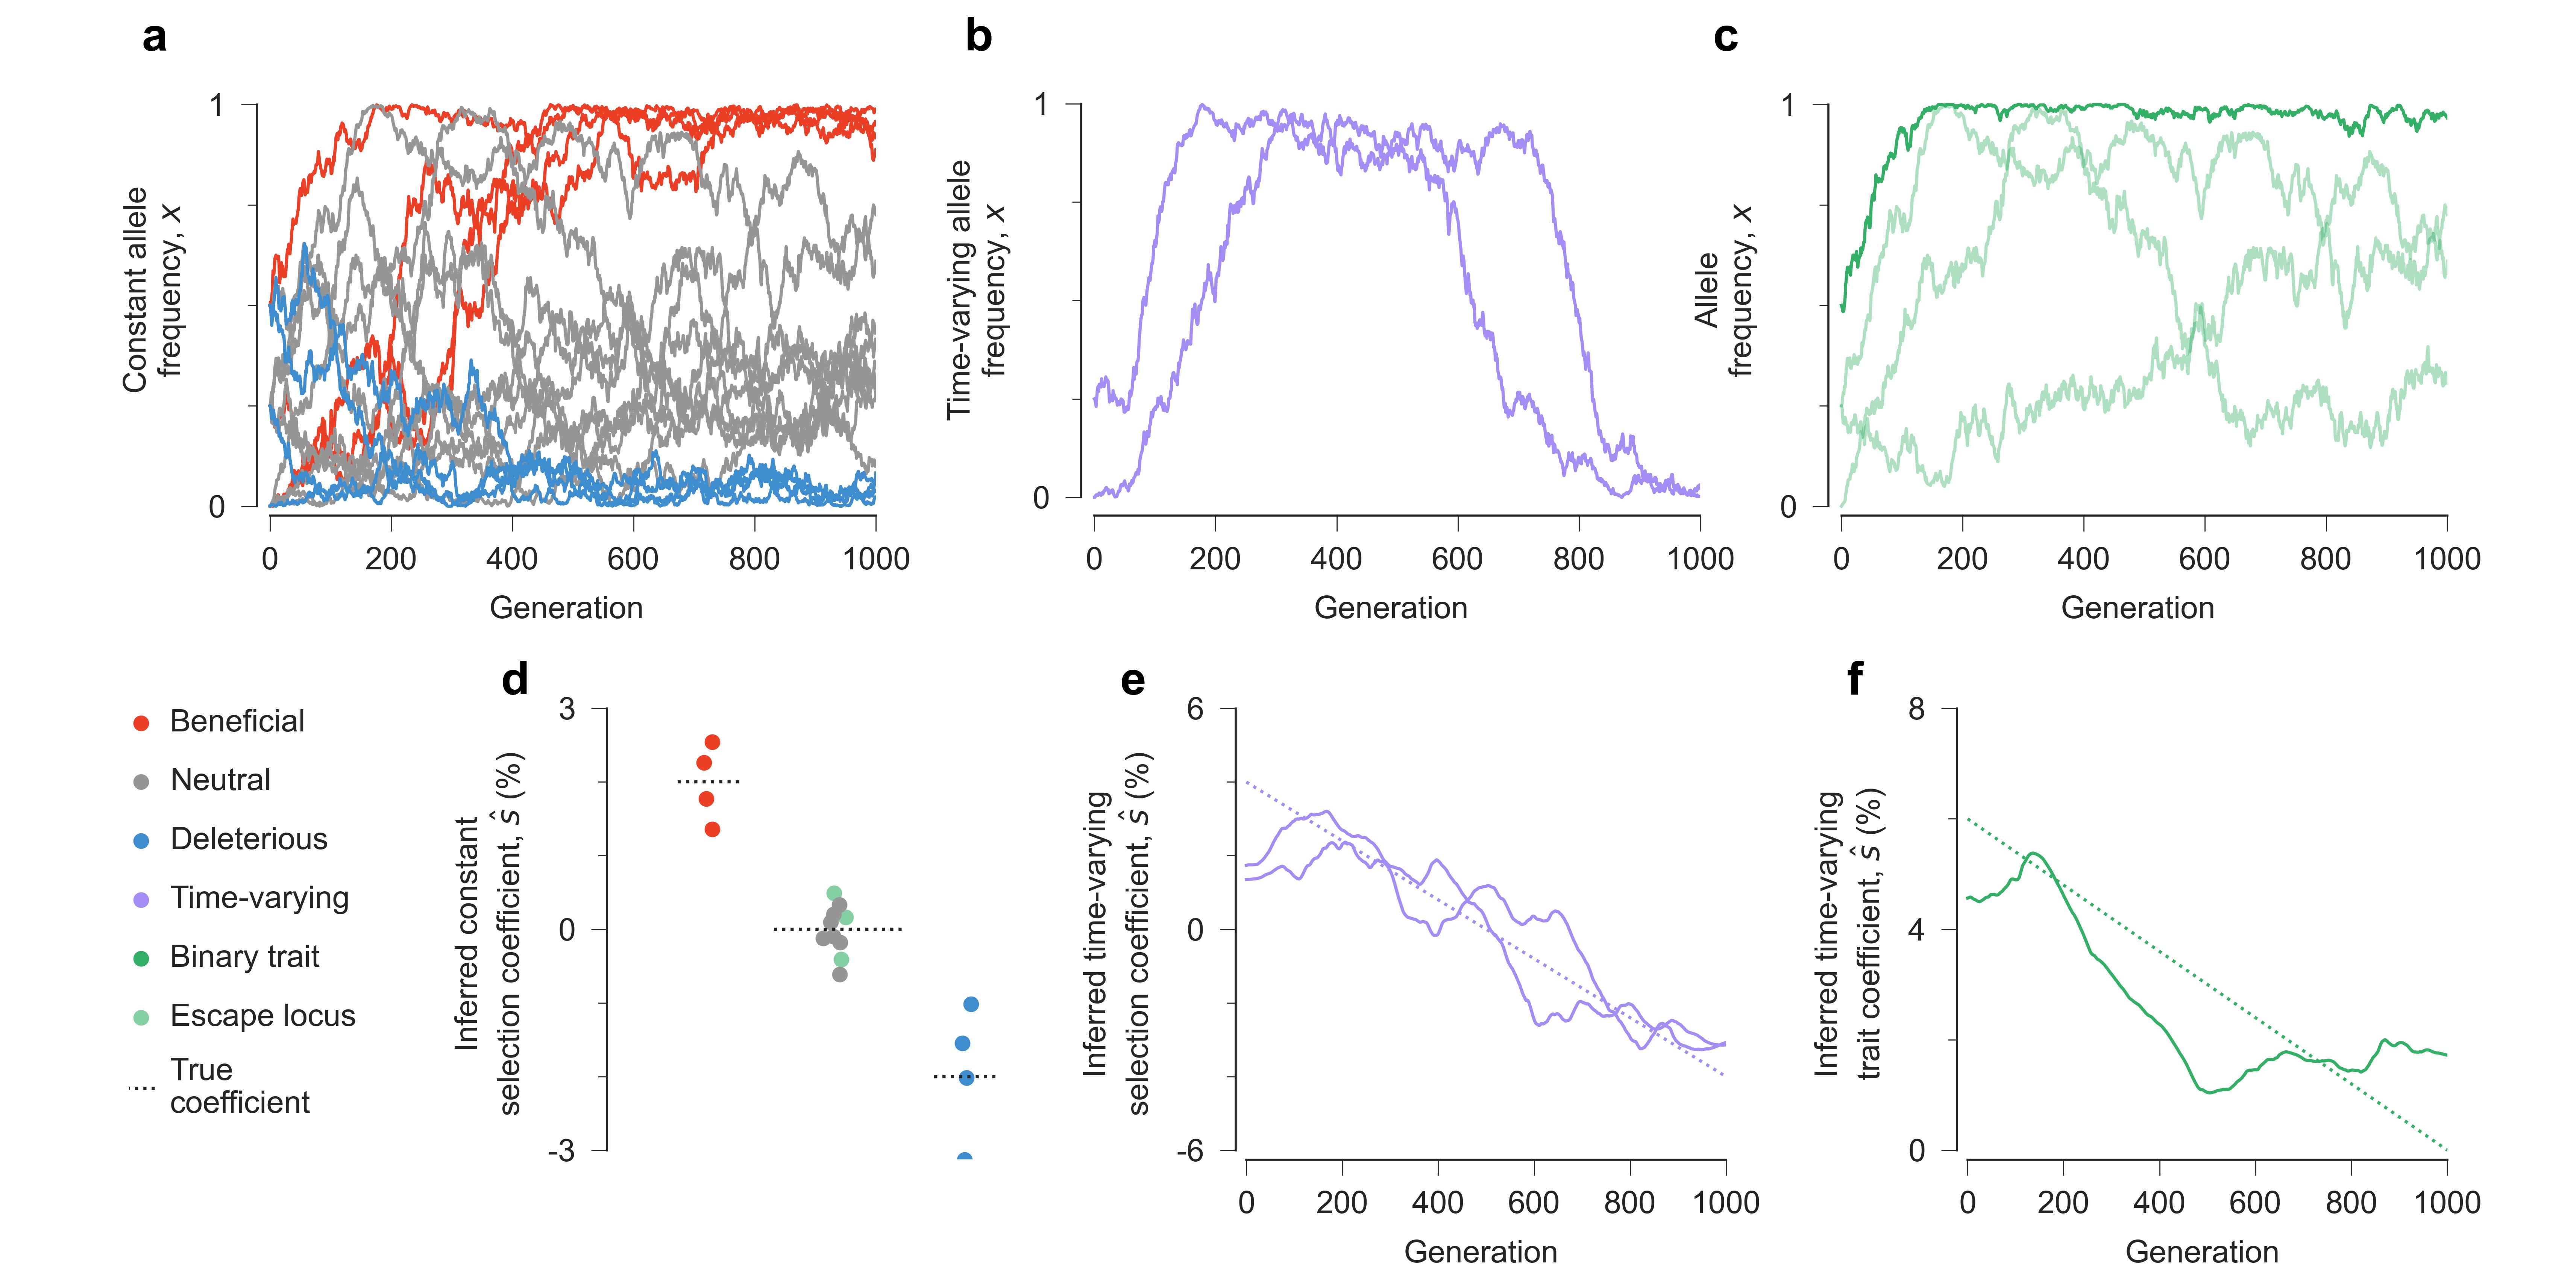 a
1
0
Constant allele
frequency, x
0 200 400 600 800 1000
Generation
b
1
0
Time-varying allele
frequency, x
0 200 400 600 800 1000
Generation
c
1
0
Allele
frequency, x
0 200 400 600 800 1000
Generation
Beneficial
Neutral
Deleterious
Time-varying
Binary trait
Escape locus
True
coefficient
d
3
0
-3
Inferred constant
selection coefficient, ŝ (%)
e
6
0
-6
Inferred time-varying
selection coefficient, ŝ (%)
0 200 400 600 800 1000
Generation
f
8
4
0
Inferred time-varying
trait coefficient, ŝ (%)
0 200 400 600 800 1000
Generation